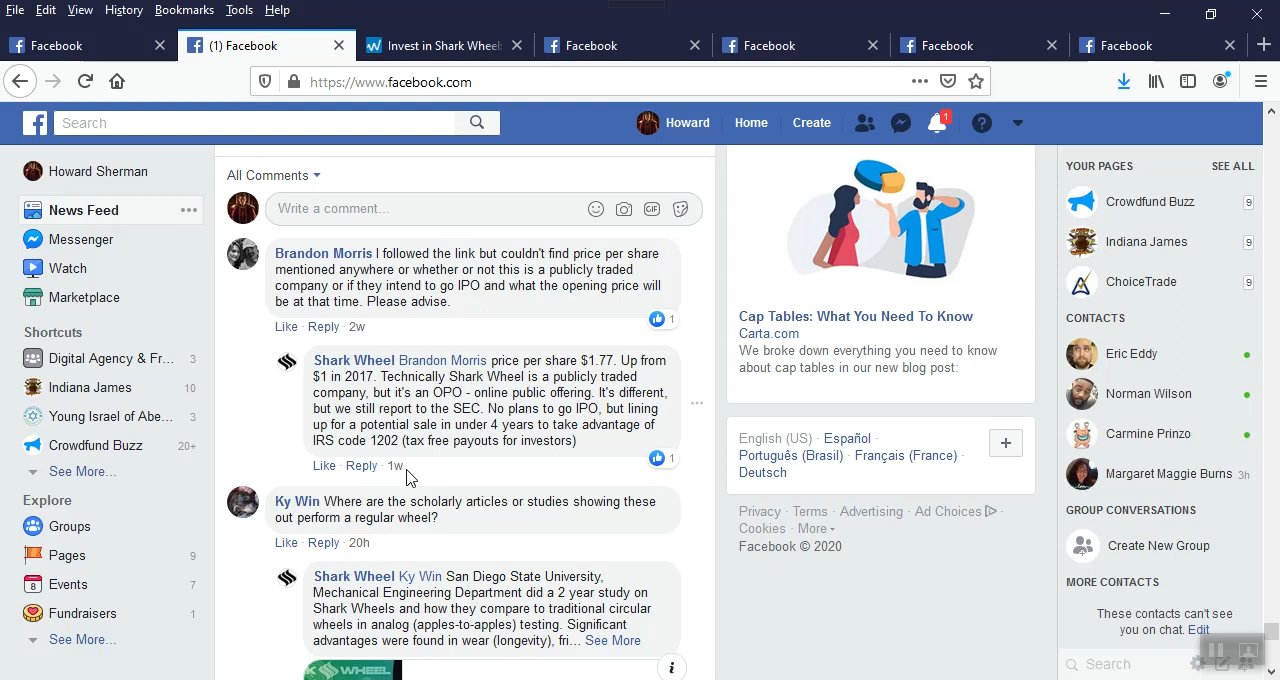 File Edit View History Bookmarks Tools Help
Facebook
(1) Facebook
Invest in Shark Wheel
Facebook
Facebook
Facebook
Facebook
https://www.facebook.com
Search
Howard Home Create 1
Howard Sherman
News Feed
Messenger
Watch
Marketplace
Shortcuts
Digital Agency & Fr... 3
Indiana James 10
Young Israel of Abe... 3
Crowdfund Buzz 20+
See More...
Explore
Groups
Pages 9
Events 7
Fundraisers 1
See More...
All Comments
Write a comment...
GIF
Brandon Morris I followed the link but couldn't find price per share
mentioned anywhere or whether or not this is a publicly traded
company or if they intend to go IPO and what the opening price will
be at that time. Please advise.
1
Like · Reply · 2w
Shark Wheel Brandon Morris price per share $1.77. Up from
$1 in 2017. Technically Shark Wheel is a publicly traded
company, but it's an OPO - online public offering. It's different,
but we still report to the SEC. No plans to go IPO, but lining
up for a potential sale in under 4 years to take advantage of
IRS code 1202 (tax free payouts for investors)
1
Like · Reply · 1w
Ky Win Where are the scholarly articles or studies showing these
out perform a regular wheel?
Like · Reply · 20h
Shark Wheel Ky Win San Diego State University,
Mechanical Engineering Department did a 2 year study on
Shark Wheels and how they compare to traditional circular
wheels in analog (apples-to-apples) testing. Significant
advantages were found in wear (longevity), fri... See More
WHEEL
Cap Tables: What You Need To Know
Carta.com
We broke down everything you need to know
about cap tables in our new blog post:
English (US) · Español ·
Português (Brasil) · Français (France) ·
Deutsch
Privacy · Terms · Advertising · Ad Choices ·
Cookies · More
Facebook © 2020
YOUR PAGES SEE ALL
Crowdfund Buzz 9
Indiana James 9
ChoiceTrade 9
CONTACTS
Eric Eddy
Norman Wilson
Carmine Prinzo
Margaret Maggie Burns 3h
GROUP CONVERSATIONS
Create New Group
MORE CONTACTS
These contacts can't see
you on chat. Edit
Search